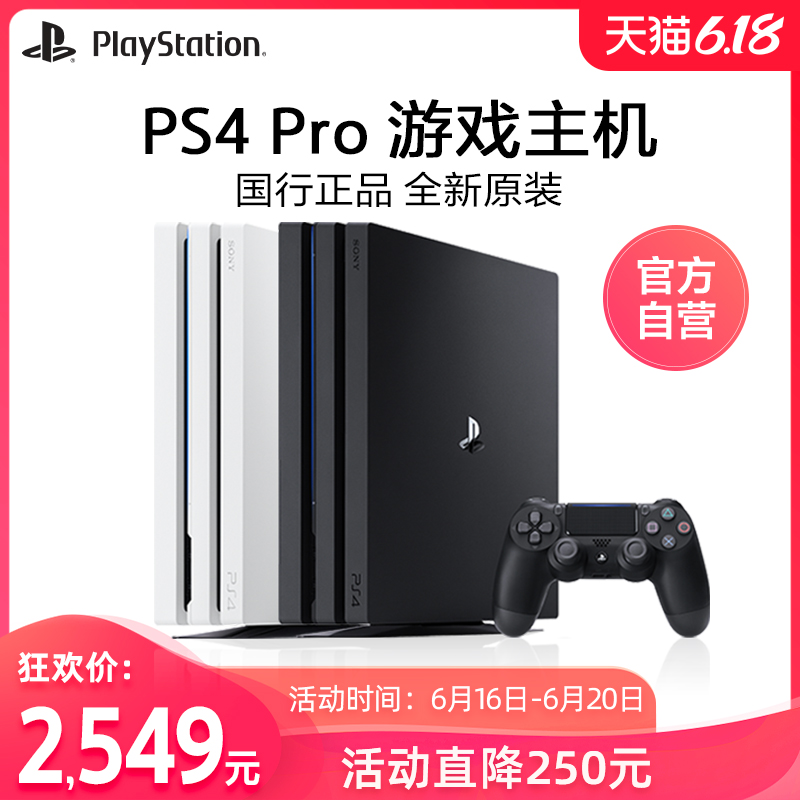 PlayStation
天猫6.18
PS4 Pro 游戏主机
国行正品 全新原装
官方
自营
SONY
SONY
PS4
PS4
狂欢价:
2,549元
活动时间: 6月16日-6月20日
活动直降250元